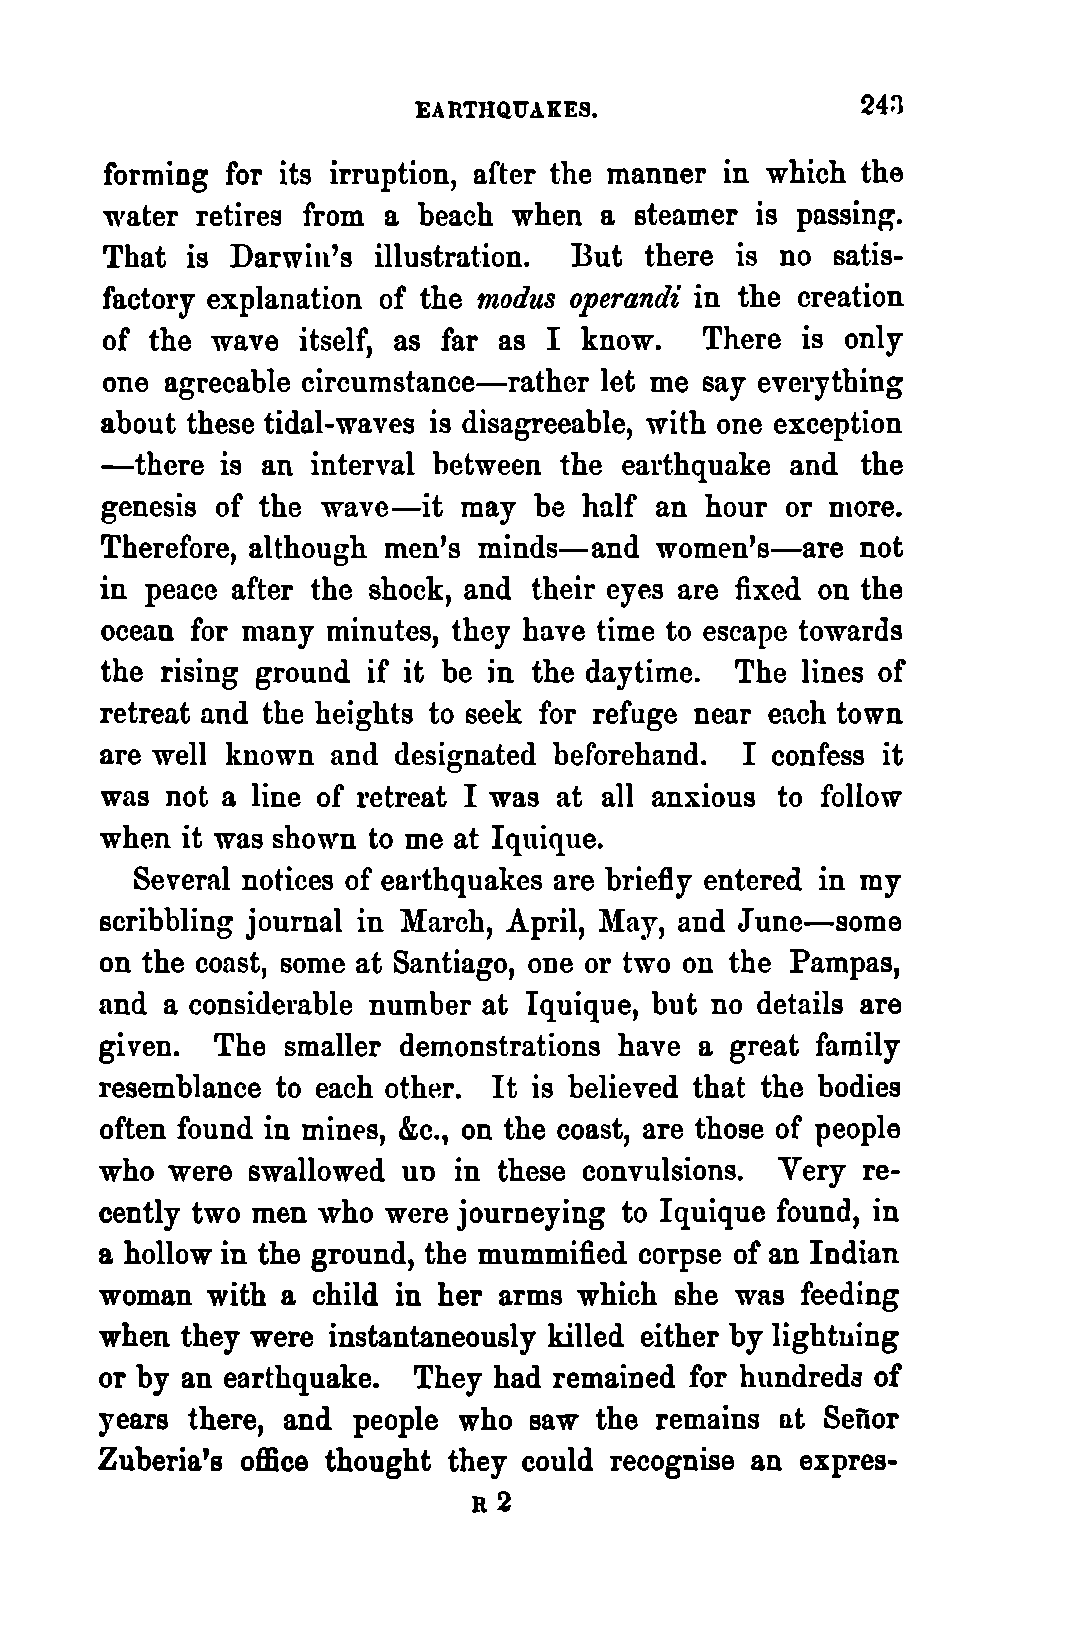 EARTHQUAKES. 243
forming for its irruption, after the manner in which the
water retires from a beach when a steamer is passing.
That is Darwin's illustration. But there is no satis-
factory explanation of the modus operandi in the creation
of the wave itself, as far as I know. There is only
one agreeable circumstance—rather let me say everything
about these tidal-waves is disagreeable, with one exception
—there is an interval between the earthquake and the
genesis of the wave—it may be half an hour or more.
Therefore, although men's minds—and women's—are not
in peace after the shock, and their eyes are fixed on the
ocean for many minutes, they have time to escape towards
the rising ground if it be in the daytime. The lines of
retreat and the heights to seek for refuge near each town
are well known and designated beforehand. I confess it
was not a line of retreat I was at all anxious to follow
when it was shown to me at Iquique.
Several notices of earthquakes are briefly entered in my
scribbling journal in March, April, May, and June—some
on the coast, some at Santiago, one or two on the Pampas,
and a considerable number at Iquique, but no details are
given. The smaller demonstrations have a great family
resemblance to each other. It is believed that the bodies
often found in mines, &c., on the coast, are those of people
who were swallowed up in these convulsions. Very re-
cently two men who were journeying to Iquique found, in
a hollow in the ground, the mummified corpse of an Indian
woman with a child in her arms which she was feeding
when they were instantaneously killed either by lightning
or by an earthquake. They had remained for hundreds of
years there, and people who saw the remains at Señor
Zuberia's office thought they could recognise an expres-
R 2